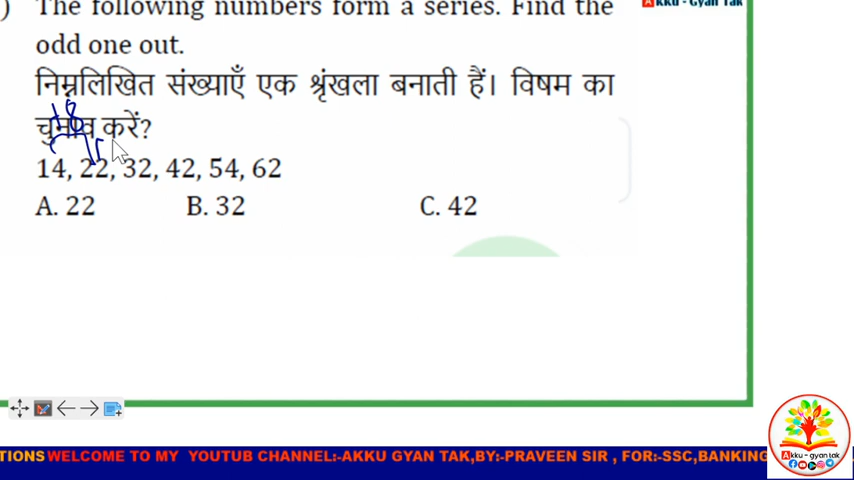 ) The following numbers form a series. Find the
odd one out.
निम्नलिखित संख्याएँ एक श्रृंखला बनाती हैं। विषम का
चुनाव करें?
+8
14, 22, 32, 42, 54, 62
A. 22 B. 32 C. 42
Akku - Gyan Tak
TIONS WELCOME TO MY YOUTUB CHANNEL:-AKKU GYAN TAK,BY:-PRAVEEN SIR , FOR:-SSC,BANKING
Akku - gyan tak